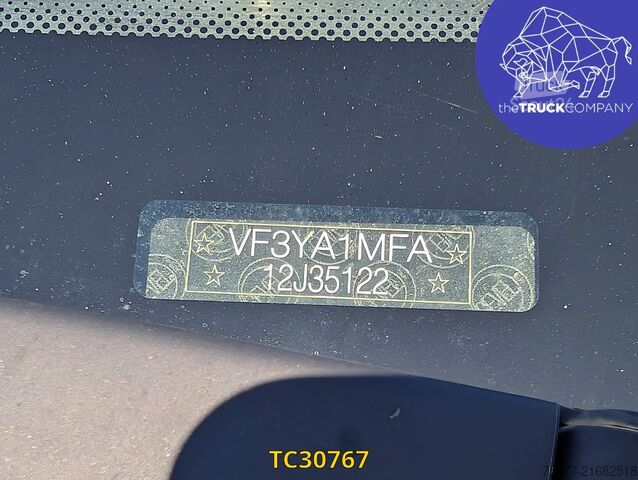 theTRUCKCOMPANY
VF3YA1MFA
12J35122
TC30767